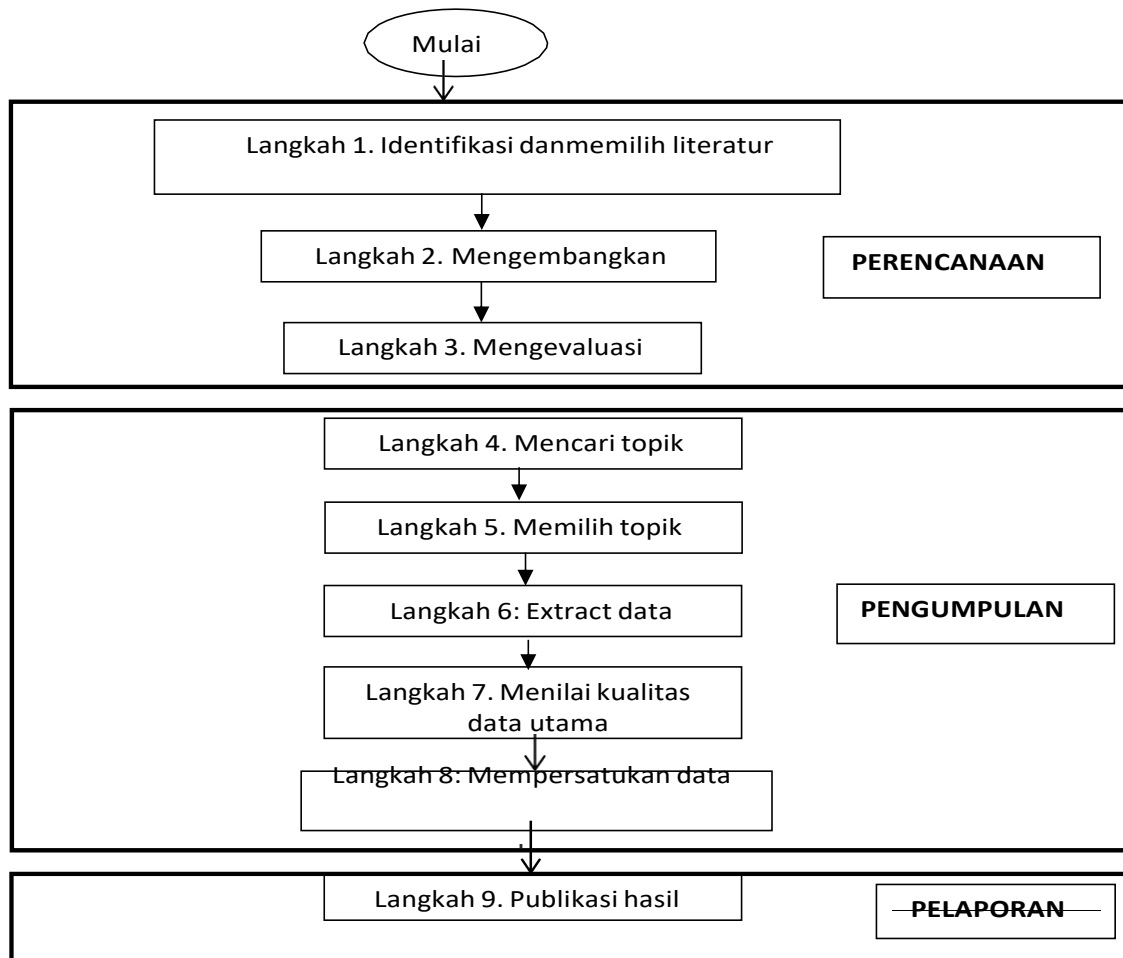 Mulai
Langkah 1. Identifikasi danmemilih literatur
Langkah 2. Mengembangkan
PERENCANAAN
Langkah 3. Mengevaluasi
Langkah 4. Mencari topik
Langkah 5. Memilih topik
Langkah 6: Extract data
PENGUMPULAN
Langkah 7. Menilai kualitas
data utama
Langkah 8: Mempersatukan data
Langkah 9. Publikasi hasil
PELAPORAN